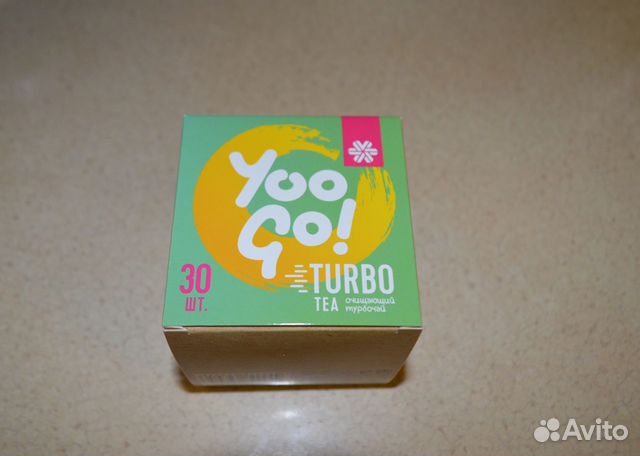 Yoo
Go!
30
ШТ.
TURBO
TEA
очищающий
турбочай
Avito